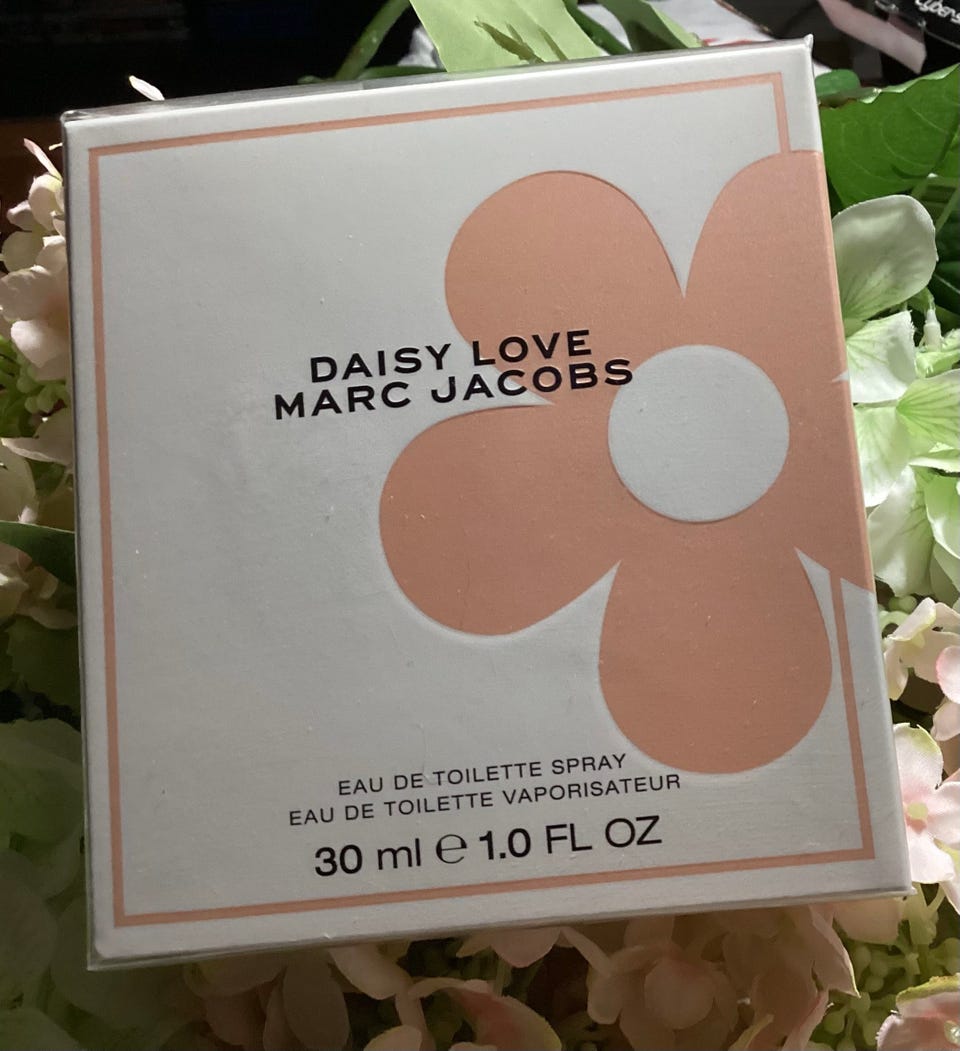 DAISY LOVE
MARC JACOBS
EAU DE TOILETTE SPRAY
EAU DE TOILETTE VAPORISATEUR
30 ml ℮ 1.0 FL OZ